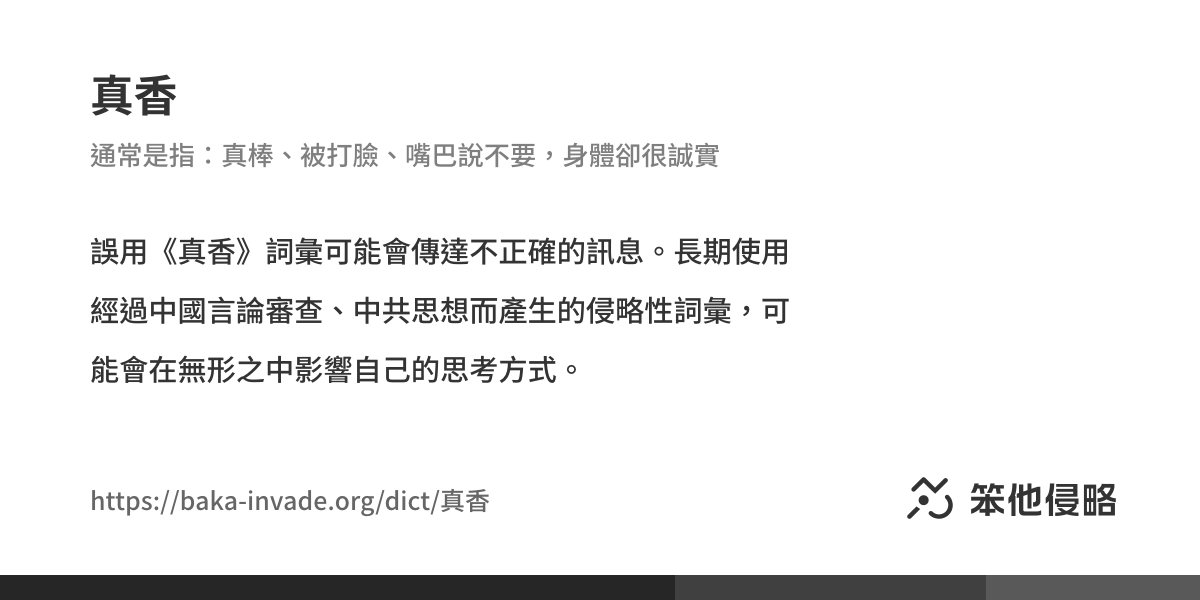 真香
通常是指：真棒、被打臉、嘴巴說不要，身體卻很誠實
誤用《真香》詞彙可能會傳達不正確的訊息。長期使用
經過中國言論審查、中共思想而產生的侵略性詞彙，可
能會在無形之中影響自己的思考方式。
https://baka-invade.org/dict/真香
笨他侵略